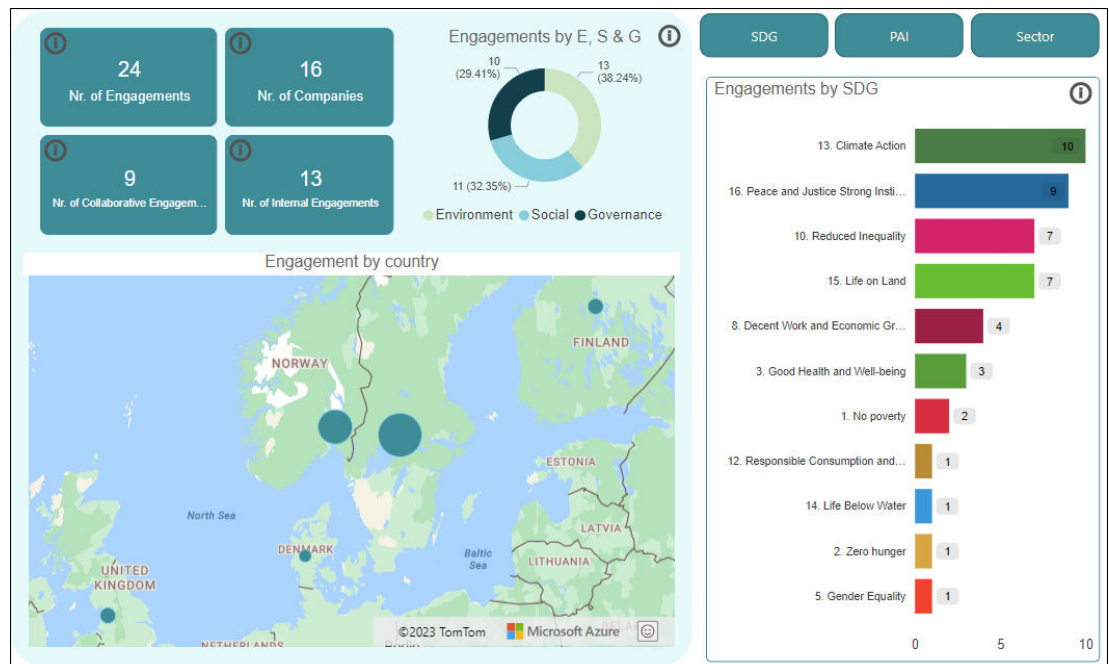 24
Nr. of Engagements
16
Nr. of Companies
9
Nr. of Collaborative Engagem...
13
Nr. of Internal Engagements
Engagements by E, S & G
10
(29.41%)
13
(38.24%)
11 (32.35%)
Environment Social Governance
Engagement by country
NORWAY
FINLAND
ESTONIA
LATVIA
LITHUANIA
North Sea
DENMARK
Baltic
Sea
UNITED
KINGDOM
NETHERLANDS
Berlin
©2023 TomTom Microsoft Azure
SDG
PAI
Sector
Engagements by SDG
13. Climate Action 10
16. Peace and Justice Strong Insti... 9
10. Reduced Inequality 7
15. Life on Land 7
8. Decent Work and Economic Gr... 4
3. Good Health and Well-being 3
1. No poverty 2
12. Responsible Consumption and... 1
14. Life Below Water 1
2. Zero hunger 1
5. Gender Equality 1
0 5 10